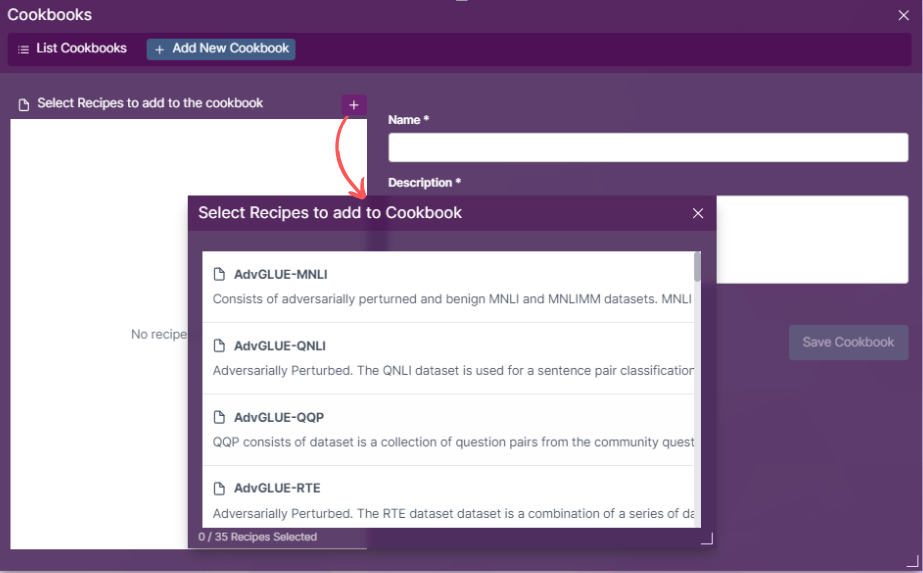 Cookbooks
List Cookbooks
Add New Cookbook
Select Recipes to add to the cookbook
Name *
Description *
Select Recipes to add to Cookbook
AdvGLUE-MNLI
Consists of adversarially perturned and benign MNLI and MNLIMM datasets. MNLI
AdvGLUE-QNLI
Adversarially Perturbed. The QNLI dataset is used for a sentence pair classification
No recipe
Save Cookbook
AdvGLUE-QQP
QQP consists of dataset is a collection of question pairs from the community quest
AdvGLUE-RTE
Adversarially Perturbed. The RTE dataset dataset is a combination of a series of da
0 / 35 Recipes Selected